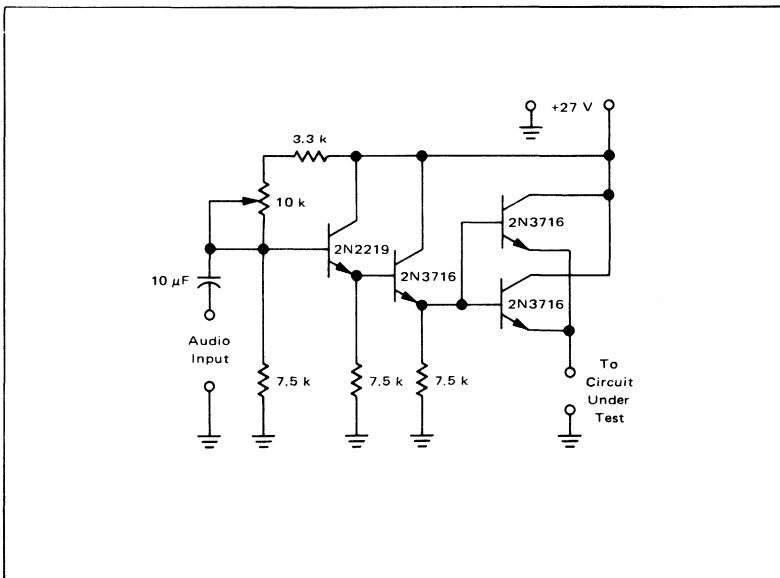 +27 V
3.3 k
10 k
2N2219
2N3716
2N3716
2N3716
10 µF
Audio
Input
7.5 k
7.5 k
7.5 k
To
Circuit
Under
Test